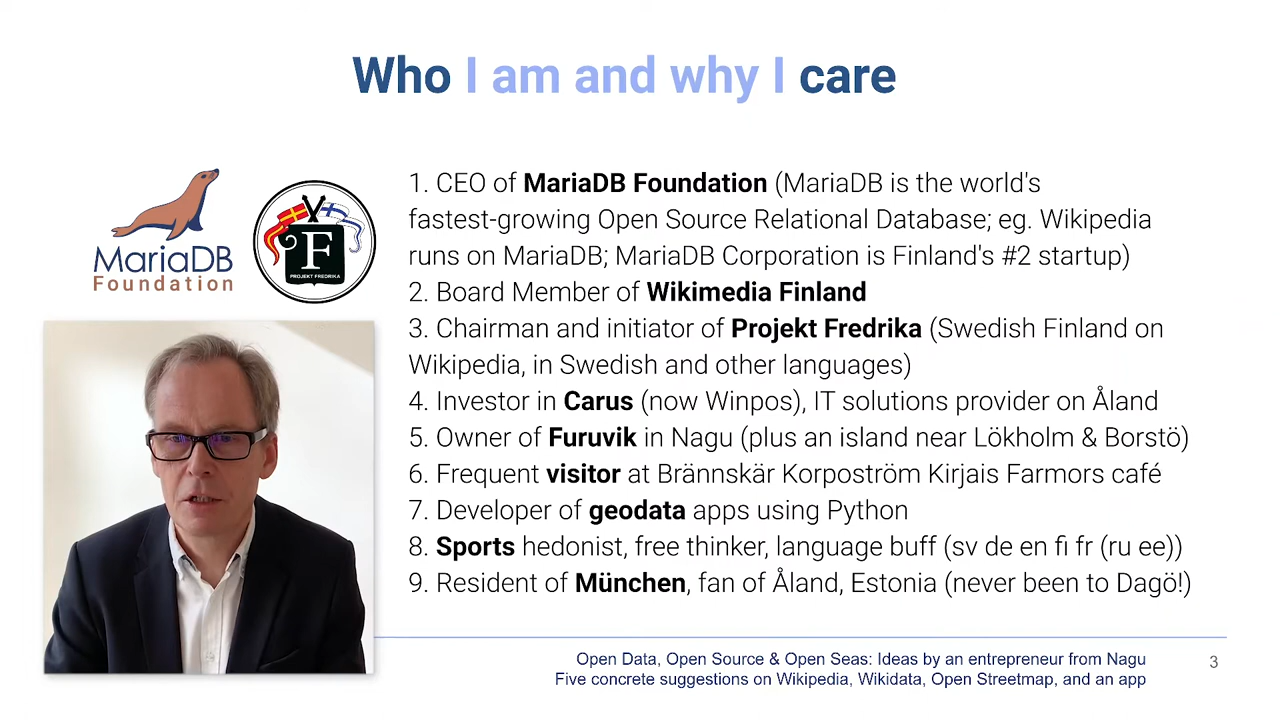 Who I am and why I care
MariaDB
Foundation
F
PROJEKT FREDRIKA
1. CEO of MariaDB Foundation (MariaDB is the world's
fastest-growing Open Source Relational Database; eg. Wikipedia
runs on MariaDB; MariaDB Corporation is Finland's #2 startup)
2. Board Member of Wikimedia Finland
3. Chairman and initiator of Projekt Fredrika (Swedish Finland on
Wikipedia, in Swedish and other languages)
4. Investor in Carus (now Winpos), IT solutions provider on Åland
5. Owner of Furuvik in Nagu (plus an island near Lökholm & Borstö)
6. Frequent visitor at Brännskär Korpoström Kirjais Farmors café
7. Developer of geodata apps using Python
8. Sports hedonist, free thinker, language buff (sv de en fi fr (ru ee))
9. Resident of München, fan of Åland, Estonia (never been to Dagö!)
Open Data, Open Source & Open Seas: Ideas by an entrepreneur from Nagu
Five concrete suggestions on Wikipedia, Wikidata, Open Streetmap, and an app
3